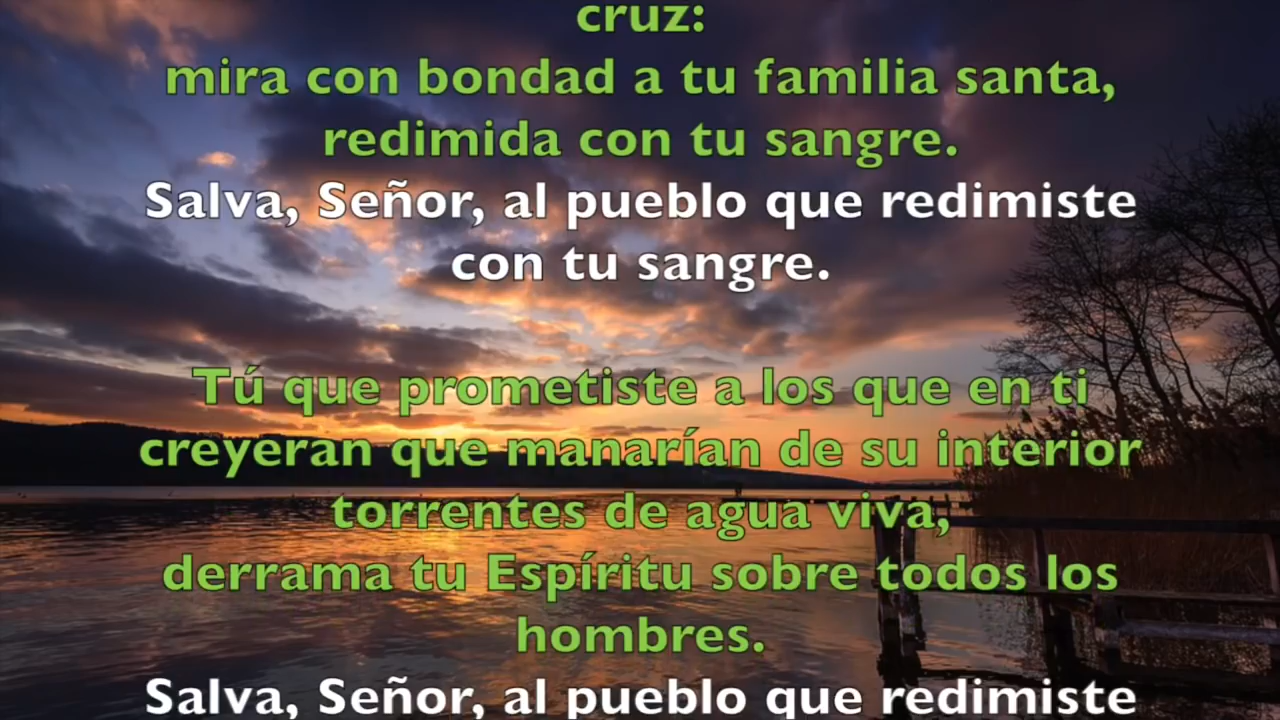 cruz:
mira con bondad a tu familia santa,
redimida con tu sangre.
Salva, Señor, al pueblo que redimiste
con tu sangre.
Tú que prometiste a los que en ti
creyeran que manarían de su interior
torrentes de agua viva,
derrama tu Espíritu sobre todos los
hombres.
Salva, Señor, al pueblo que redimiste